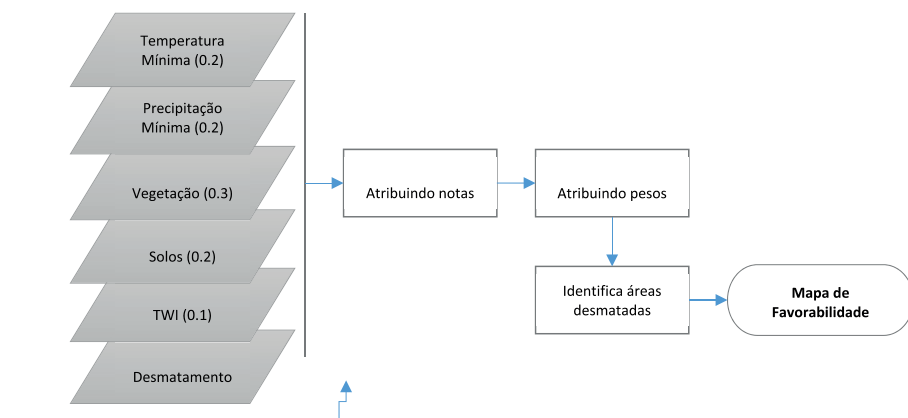 Temperatura
Mínima (0.2)
Precipitação
Mínima (0.2)
Vegetação (0.3)
Solos (0.2)
TWI (0.1)
Desmatamento
Atribuindo notas
Atribuindo pesos
Identifica áreas
desmatadas
Mapa de
Favorabilidade